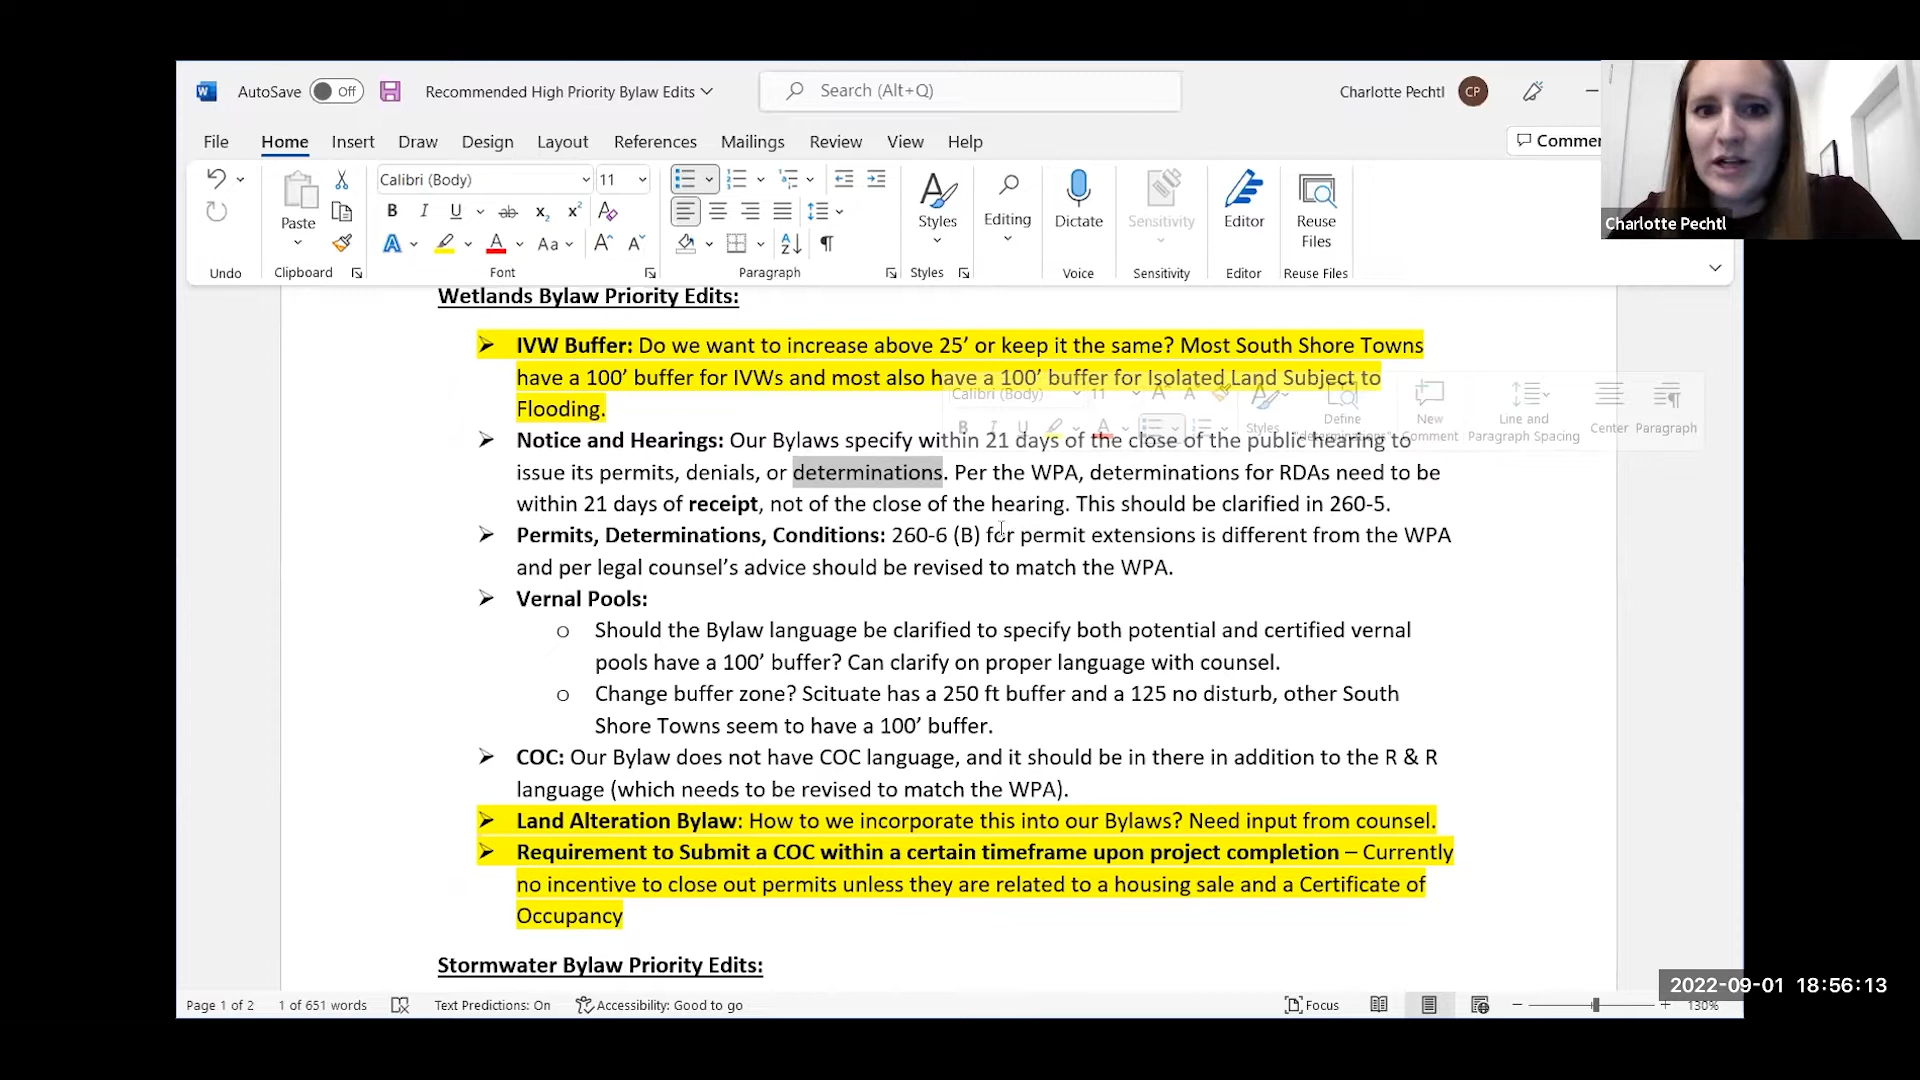 AutoSave Off Recommended High Priority Bylaw Edits Search (Alt+Q) Charlotte Pechtl CP
File Home Insert Draw Design Layout References Mailings Review View Help
Calibri (Body) 11
Paste
Styles Editing Dictate Sensitivity Editor Reuse Files
Undo Clipboard Font Paragraph Styles Voice Sensitivity Editor Reuse Files
Charlotte Pechtl
Wetlands Bylaw Priority Edits:
IVW Buffer: Do we want to increase above 25’ or keep it the same? Most South Shore Towns
have a 100’ buffer for IVWs and most also have a 100’ buffer for Isolated Land Subject to
Flooding.
Calibri (Body) 11
Styles Define "determinations" New Comment Line and Paragraph Spacing Center Paragraph
Notice and Hearings: Our Bylaws specify within 21 days of the close of the public hearing to
issue its permits, denials, or determinations. Per the WPA, determinations for RDAs need to be
within 21 days of receipt, not of the close of the hearing. This should be clarified in 260-5.
Permits, Determinations, Conditions: 260-6 (B) for permit extensions is different from the WPA
and per legal counsel’s advice should be revised to match the WPA.
Vernal Pools:
o Should the Bylaw language be clarified to specify both potential and certified vernal
pools have a 100’ buffer? Can clarify on proper language with counsel.
o Change buffer zone? Scituate has a 250 ft buffer and a 125 no disturb, other South
Shore Towns seem to have a 100’ buffer.
COC: Our Bylaw does not have COC language, and it should be in there in addition to the R & R
language (which needs to be revised to match the WPA).
Land Alteration Bylaw: How to we incorporate this into our Bylaws? Need input from counsel.
Requirement to Submit a COC within a certain timeframe upon project completion – Currently
no incentive to close out permits unless they are related to a housing sale and a Certificate of
Occupancy
Stormwater Bylaw Priority Edits:
2022-09-01 18:56:13
Page 1 of 2 1 of 651 words Text Predictions: On Accessibility: Good to go Focus 130%